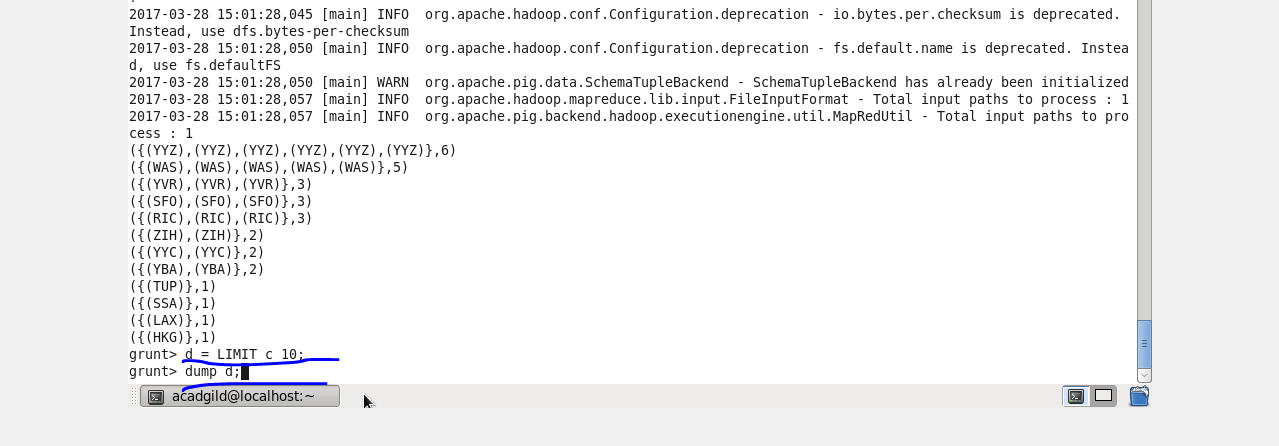 2017-03-28 15:01:28,045 [main] INFO  org.apache.hadoop.conf.Configuration.deprecation - io.bytes.per.checksum is deprecated.
Instead, use dfs.bytes-per-checksum
2017-03-28 15:01:28,050 [main] INFO  org.apache.hadoop.conf.Configuration.deprecation - fs.default.name is deprecated. Instea
d, use fs.defaultFS
2017-03-28 15:01:28,050 [main] WARN  org.apache.pig.data.SchemaTupleBackend - SchemaTupleBackend has already been initialized
2017-03-28 15:01:28,057 [main] INFO  org.apache.hadoop.mapreduce.lib.input.FileInputFormat - Total input paths to process : 1
2017-03-28 15:01:28,057 [main] INFO  org.apache.pig.backend.hadoop.executionengine.util.MapRedUtil - Total input paths to pro
cess : 1
({(YYZ),(YYZ),(YYZ),(YYZ),(YYZ),(YYZ)},6)
({(WAS),(WAS),(WAS),(WAS),(WAS)},5)
({(YVR),(YVR),(YVR)},3)
({(SFO),(SFO),(SFO)},3)
({(RIC),(RIC),(RIC)},3)
({(ZIH),(ZIH)},2)
({(YYC),(YYC)},2)
({(YBA),(YBA)},2)
({(TUP)},1)
({(SSA)},1)
({(LAX)},1)
({(HKG)},1)
grunt> d = LIMIT c 10;
grunt> dump d;
acadgild@localhost:~